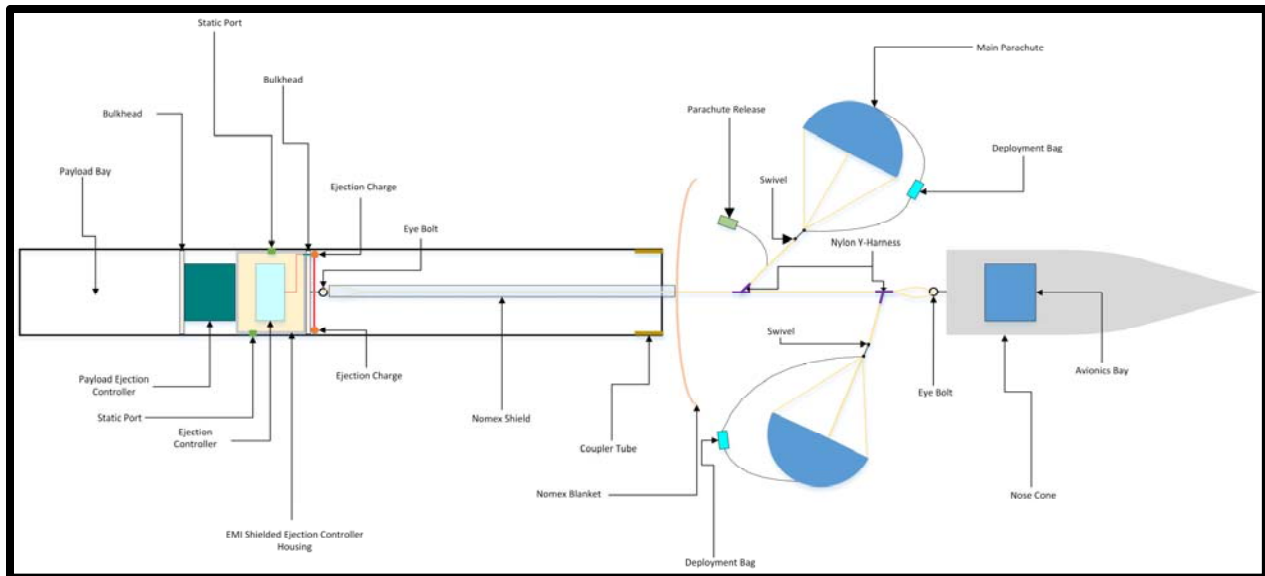 Static Port
Main Parachute
Bulkhead
Bulkhead
Parachute Release
Deployment Bag
Payload Bay
Swivel
Ejection Charge
Eye Bolt
Nylon Y-Harness
Swivel
Avionics Bay
Ejection Charge
Payload Ejection
Controller
Eye Bolt
Static Port
Nomex Shield
Ejection
Controller
Coupler Tube
Nomex Blanket
Nose Cone
EMI Shielded Ejection Controller
Housing
Deployment Bag